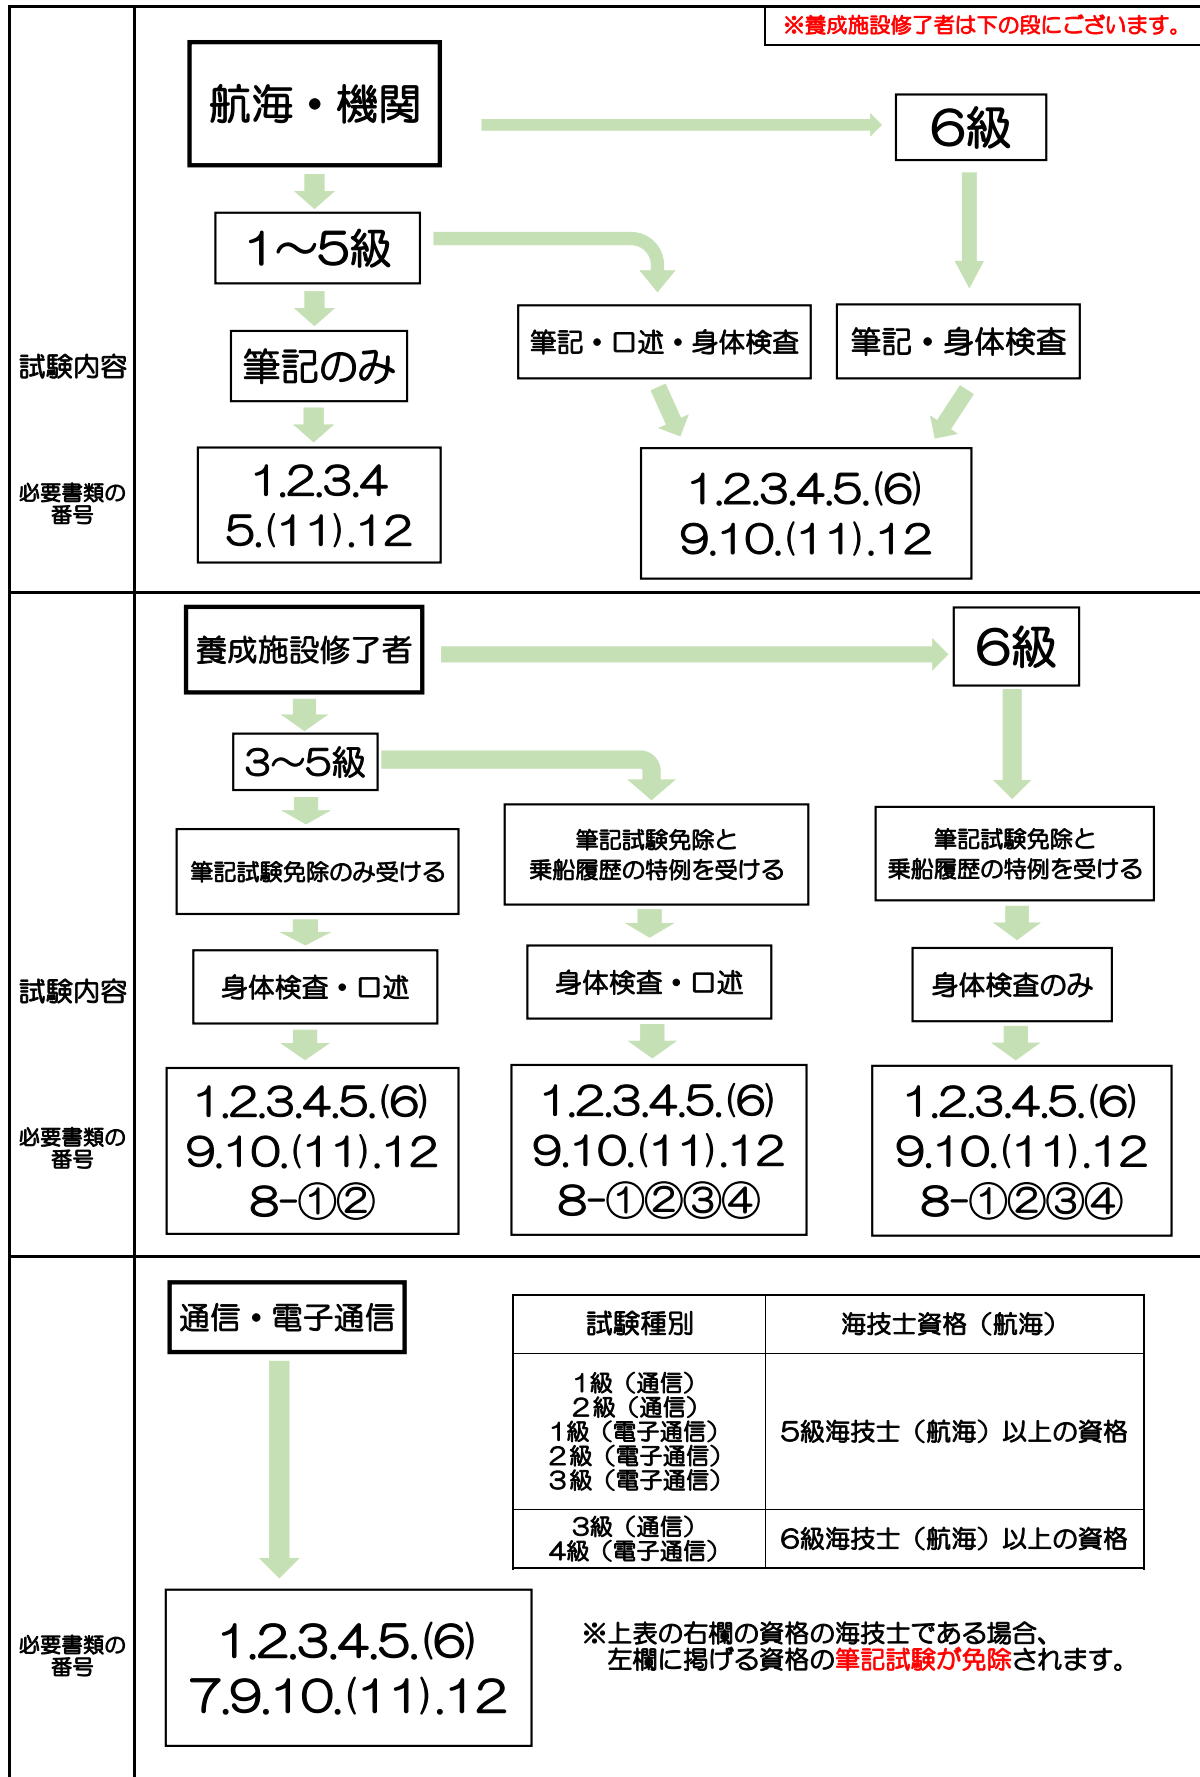 ※養成施設修了者は下の段にございます。
航海・機関
6級
1～5級
筆記のみ
筆記・口述・身体検査
筆記・身体検査
試験内容
必要書類の
番号
1.2.3.4
5.(11).12
1.2.3.4.5.(6)
9.10.(11).12
養成施設修了者
6級
3～5級
筆記試験免除のみ受ける
筆記試験免除と
乗船履歴の特例を受ける
筆記試験免除と
乗船履歴の特例を受ける
試験内容
身体検査・口述
身体検査・口述
身体検査のみ
必要書類の
番号
1.2.3.4.5.(6)
9.10.(11).12
8-①②
1.2.3.4.5.(6)
9.10.(11).12
8-①②③④
1.2.3.4.5.(6)
9.10.(11).12
8-①②③④
通信・電子通信
試験種別
海技士資格（航海）
1級（通信）
2級（通信）
1級（電子通信）
2級（電子通信）
3級（電子通信）
5級海技士（航海）以上の資格
3級（通信）
4級（電子通信）
6級海技士（航海）以上の資格
必要書類の
番号
1.2.3.4.5.(6)
7.9.10.(11).12
※上表の右欄の資格の海技士である場合、
左欄に掲げる資格の筆記試験が免除されます。